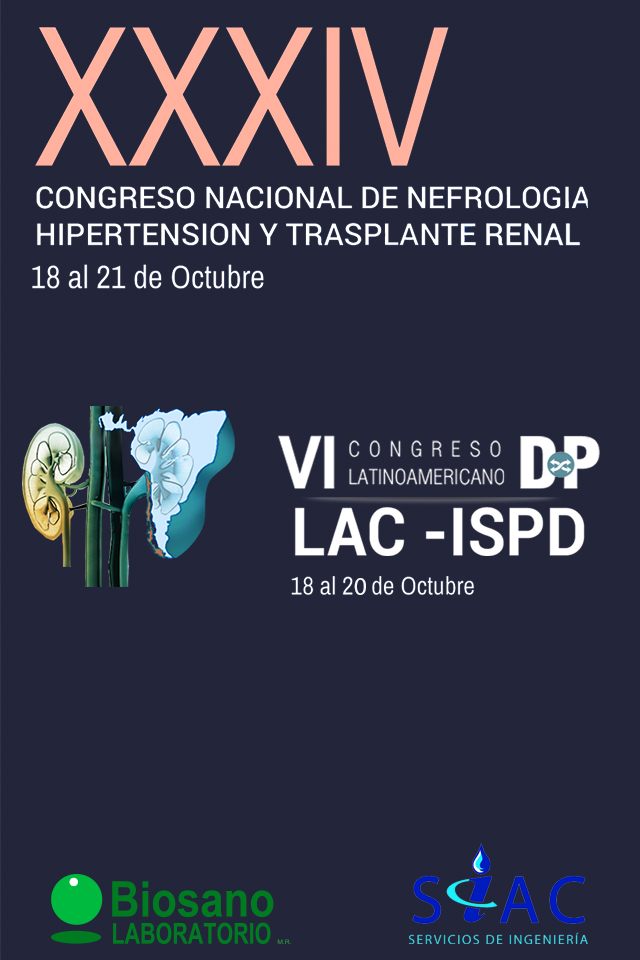 XXXIV
CONGRESO NACIONAL DE NEFROLOGIA
HIPERTENSION Y TRASPLANTE RENAL
18 al 21 de Octubre
VI CONGRESO LATINOAMERICANO DP
LAC -ISPD
18 al 20 de Octubre
Biosano
LABORATORIO M.R.
SIAC
SERVICIOS DE INGENIERÍA